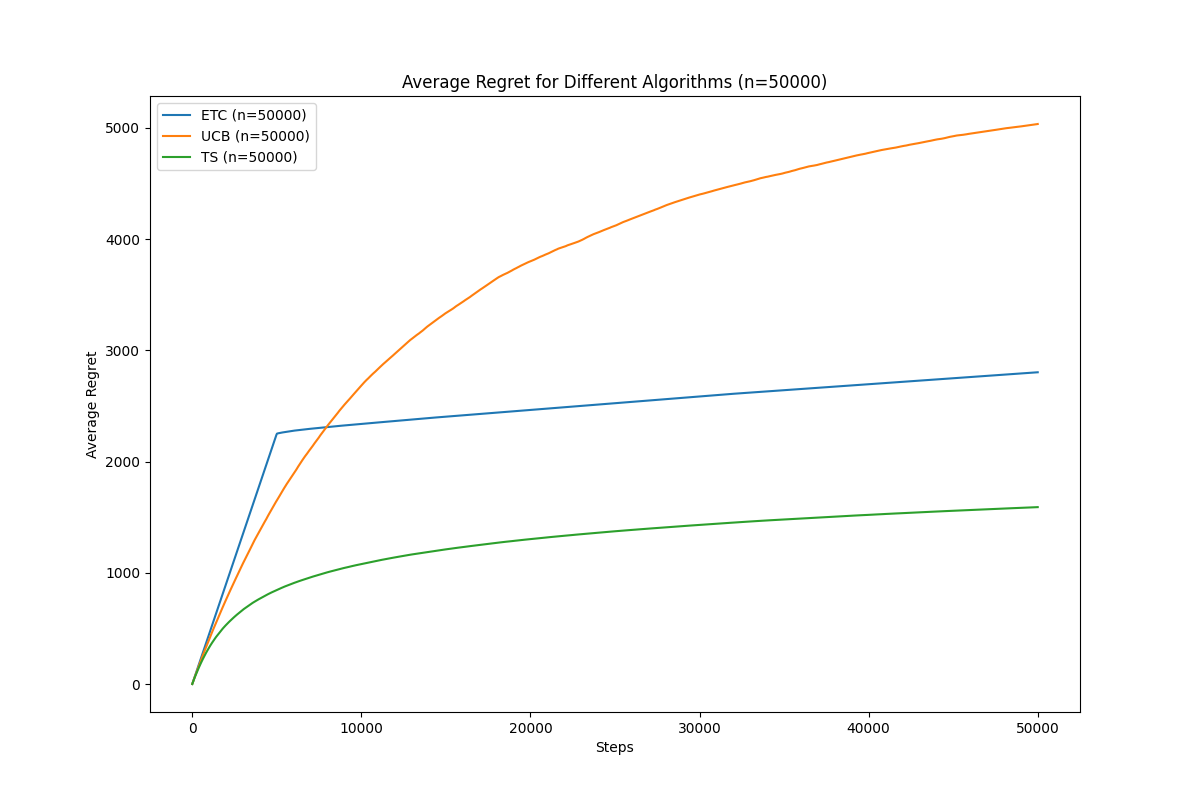 Average Regret for Different Algorithms (n=50000)
ETC (n=50000)
UCB (n=50000)
TS (n=50000)
Average Regret
5000
4000
3000
2000
1000
0
0 10000 20000 30000 40000 50000
Steps